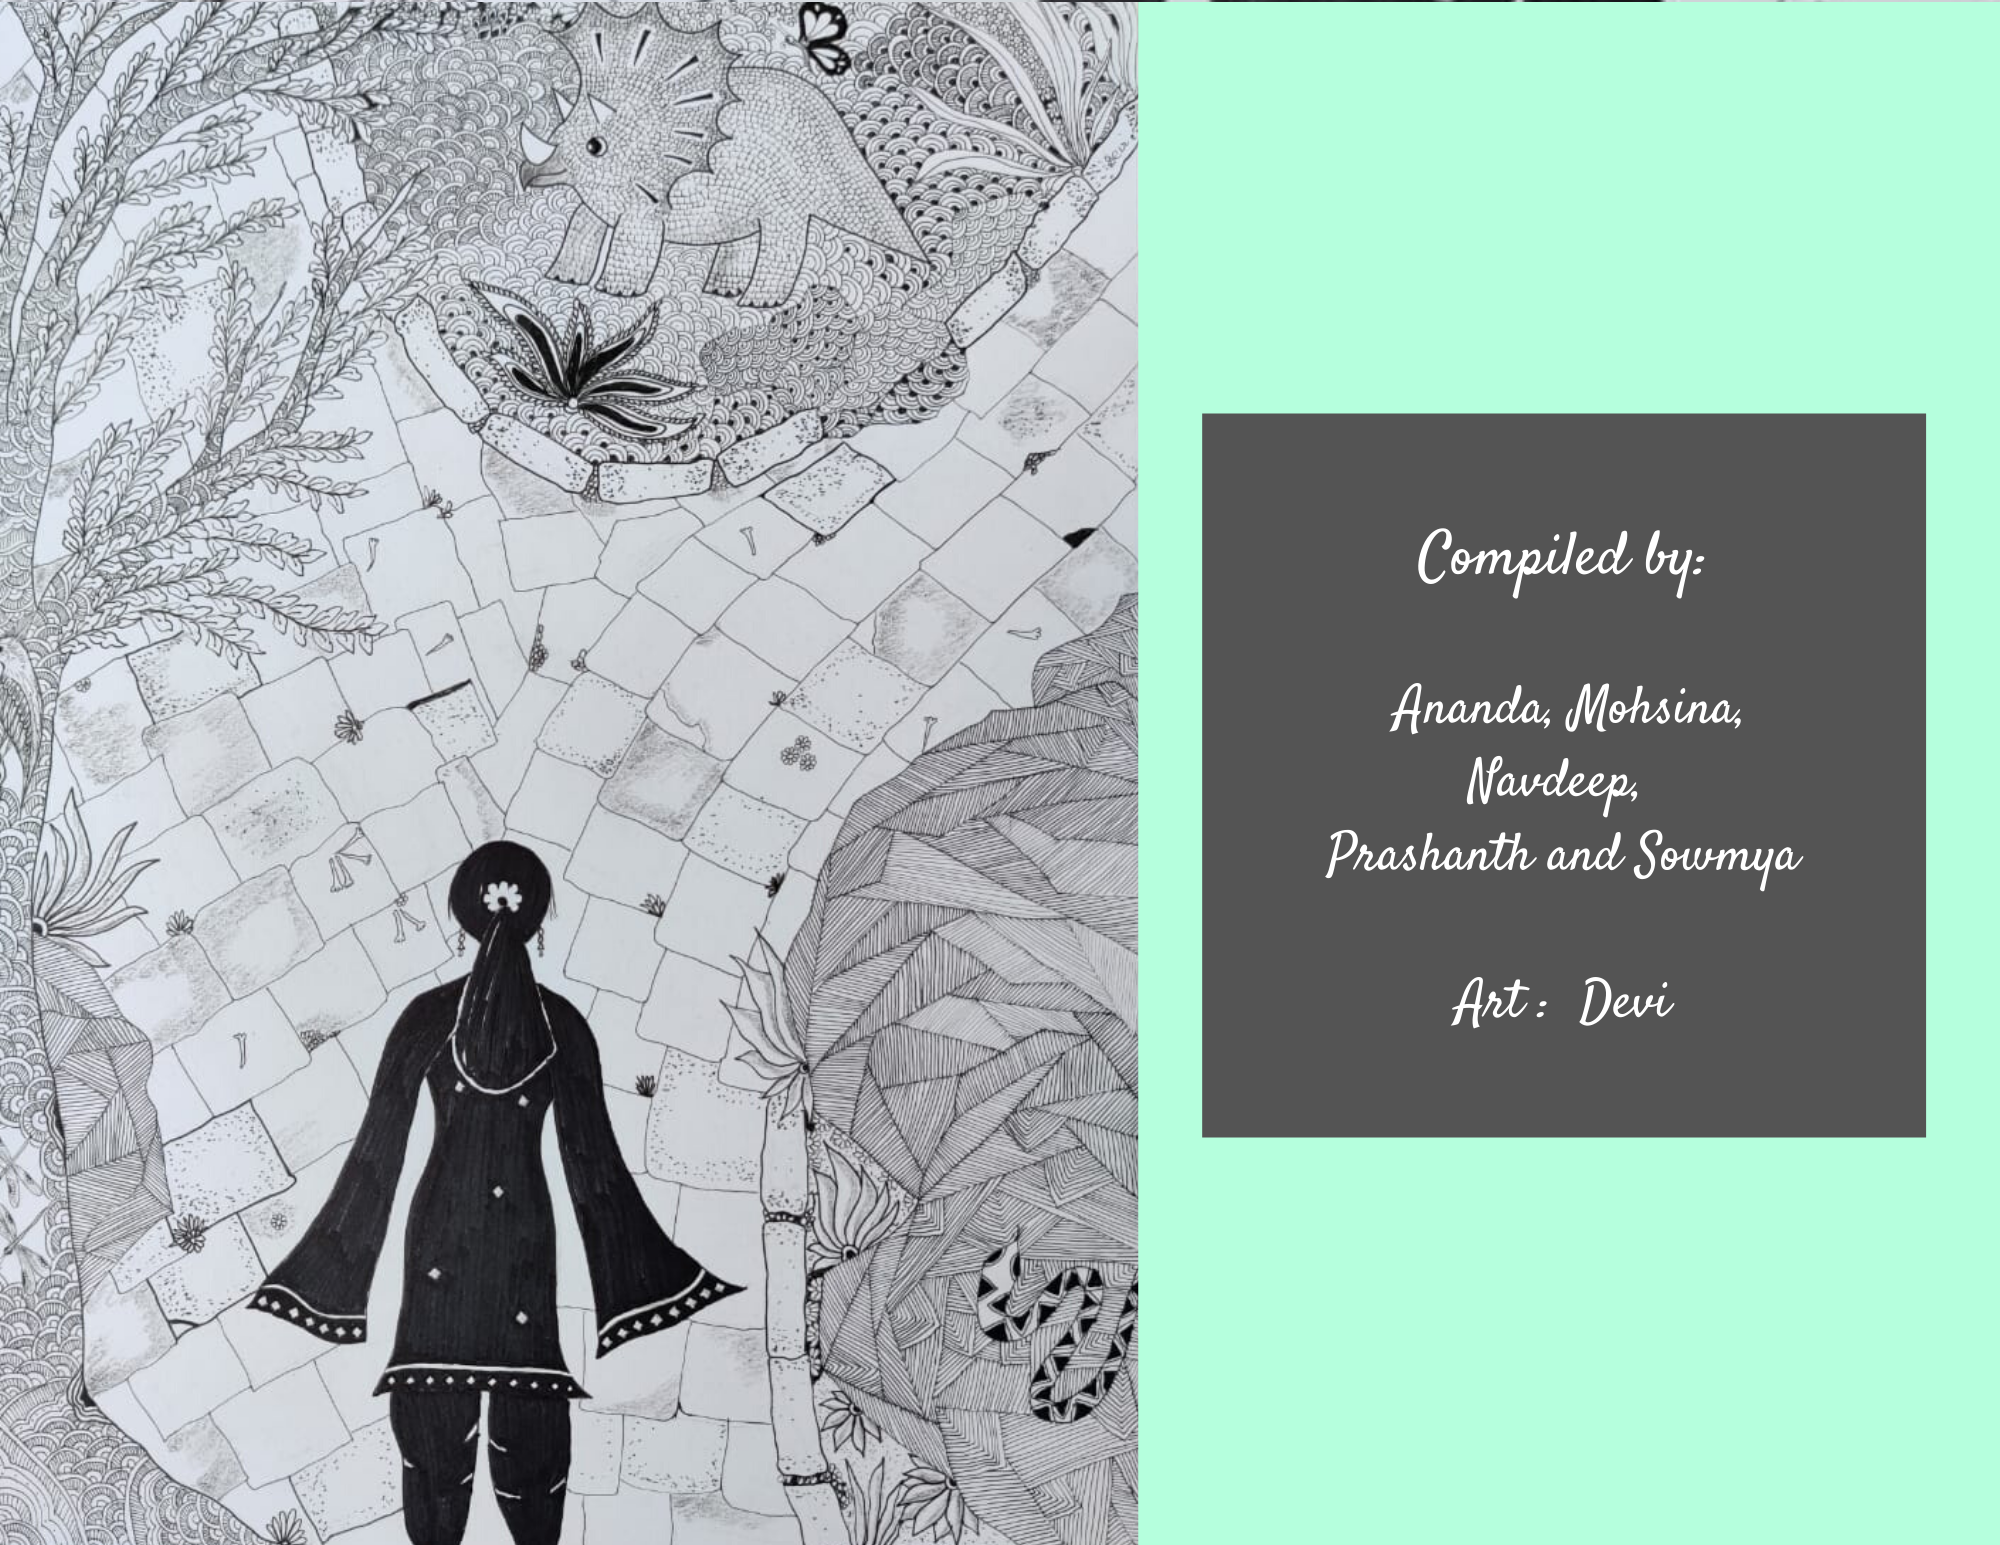 Compiled by:
Ananda, Mohsina,
Navdeep,
Prashanth and Sowmya
Art : Devi